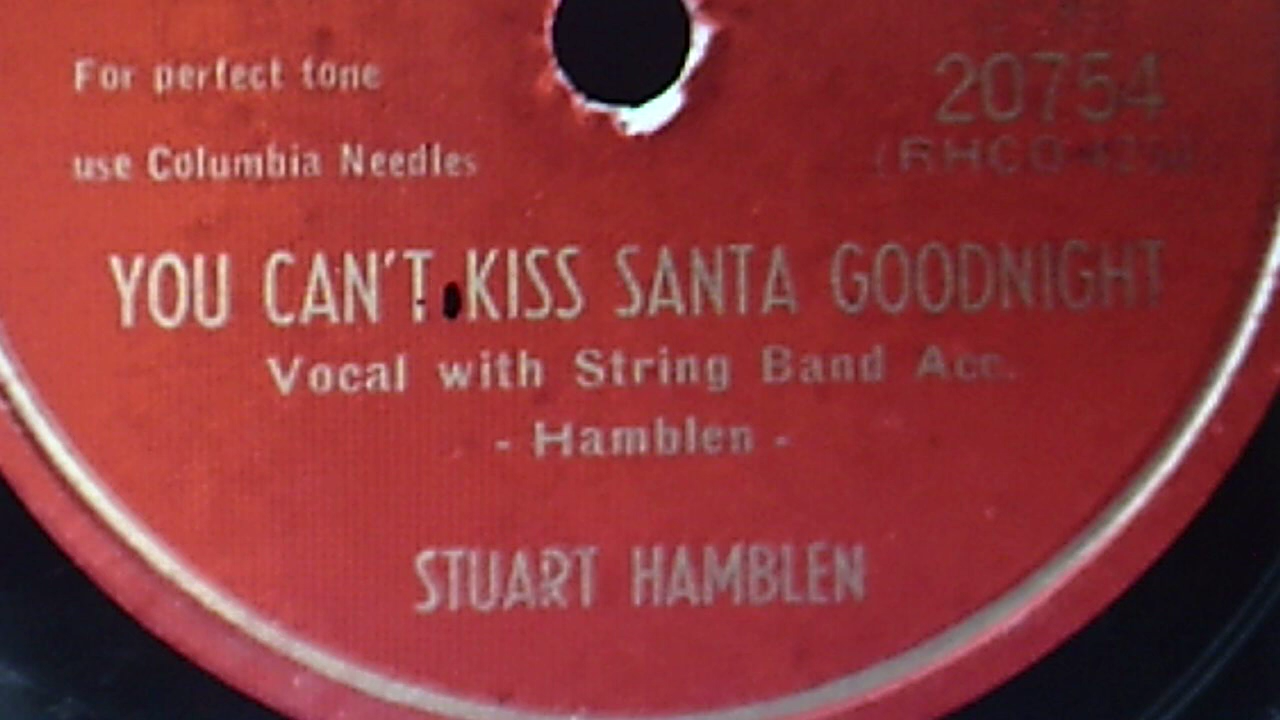 For perfect tone
use Columbia Needles
20754
YOU CAN'T KISS SANTA GOODNIGHT
Vocal with String Band Acc.
- Hamblen -
STUART HAMBLEN